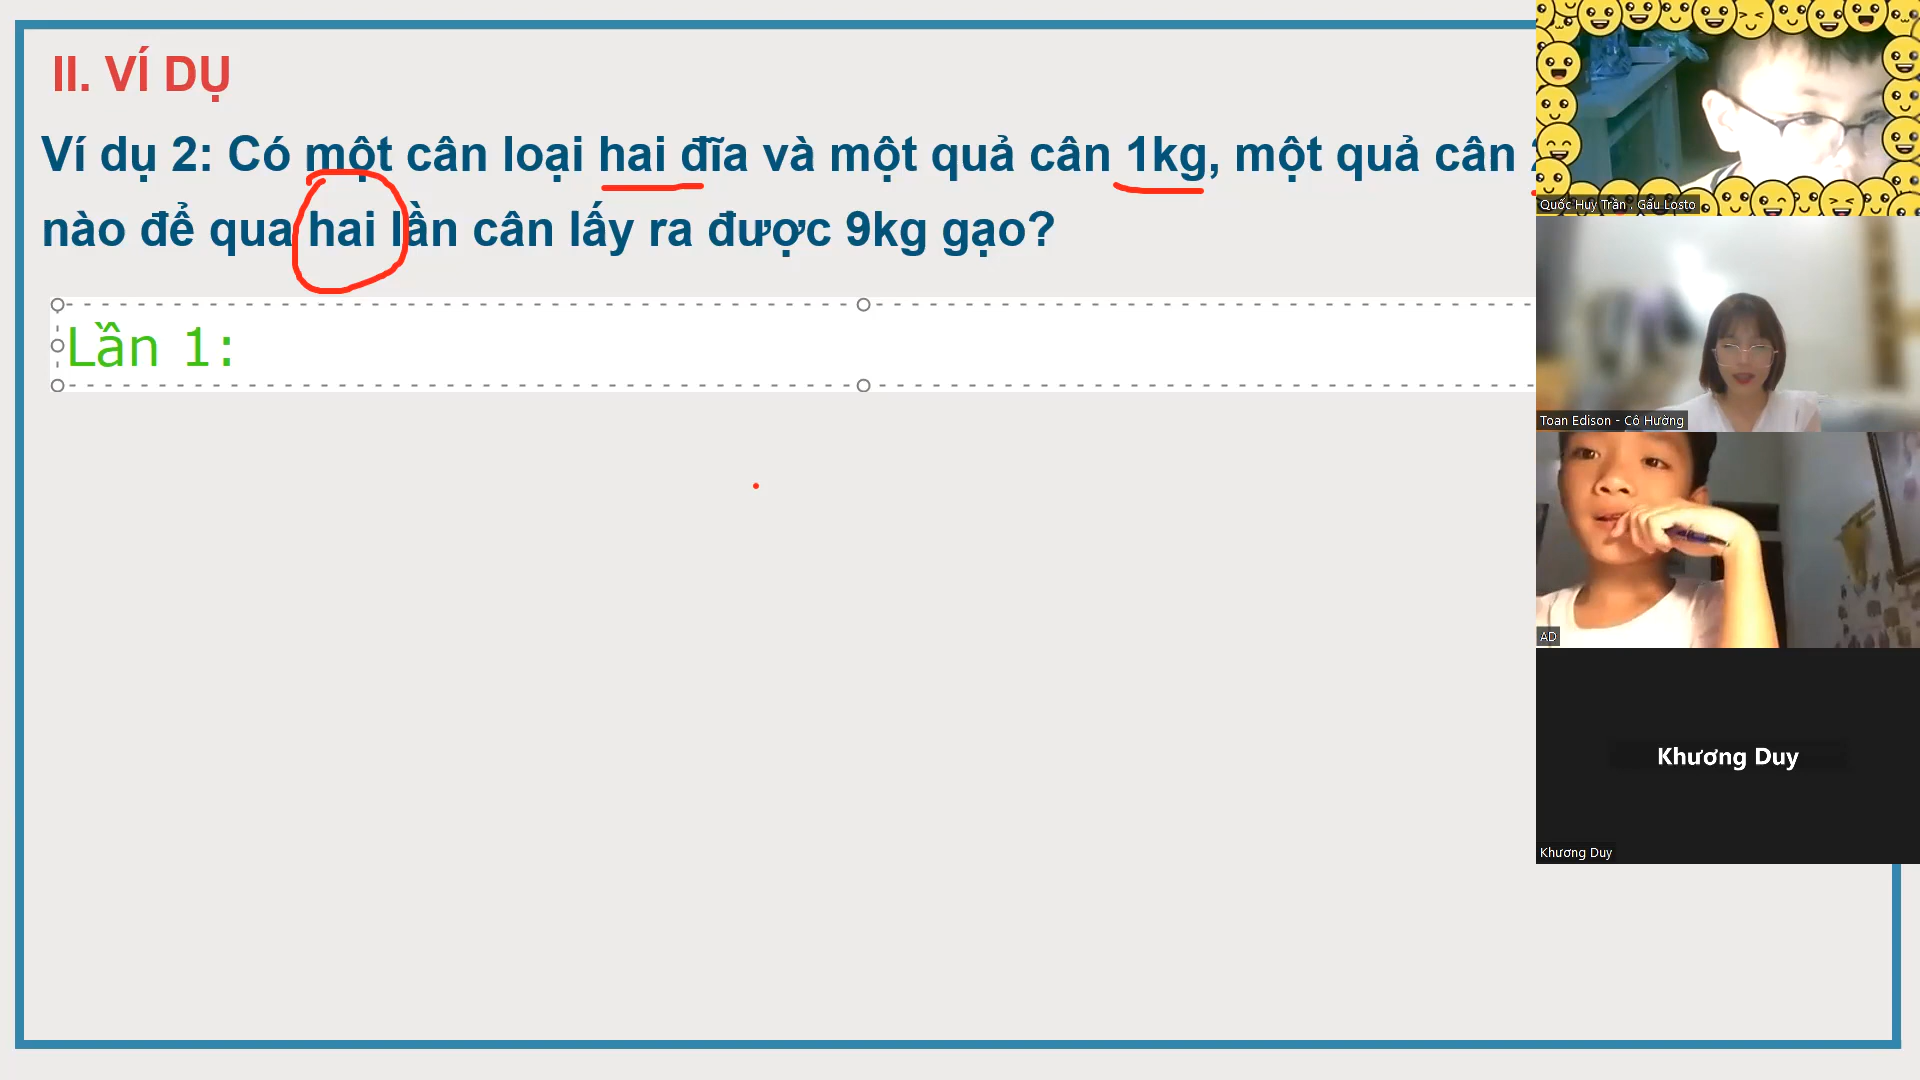 II. VÍ DỤ
Ví dụ 2: Có một cân loại hai đĩa và một quả cân 1kg, một quả cân
nào để qua hai lần cân lấy ra được 9kg gạo?
Lần 1:
Quốc Huy Trần . Gấu Losto
Toan Edison - Cô Hường
AD
Khương Duy
Khương Duy